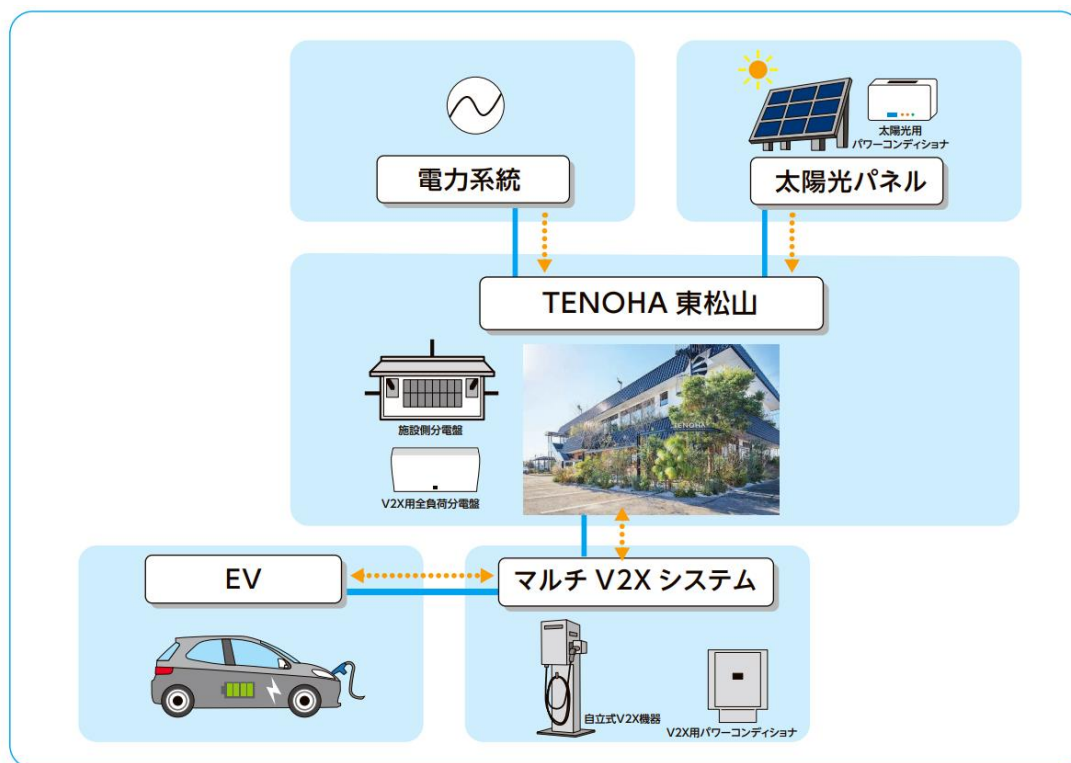 電力系統
太陽光用
パワーコンディショナ
太陽光パネル
TENOHA 東松山
施設側分電盤
TENOHA
V2X用全負荷分電盤
EV
マルチ V2X システム
自立式V2X機器
V2X用パワーコンディショナ